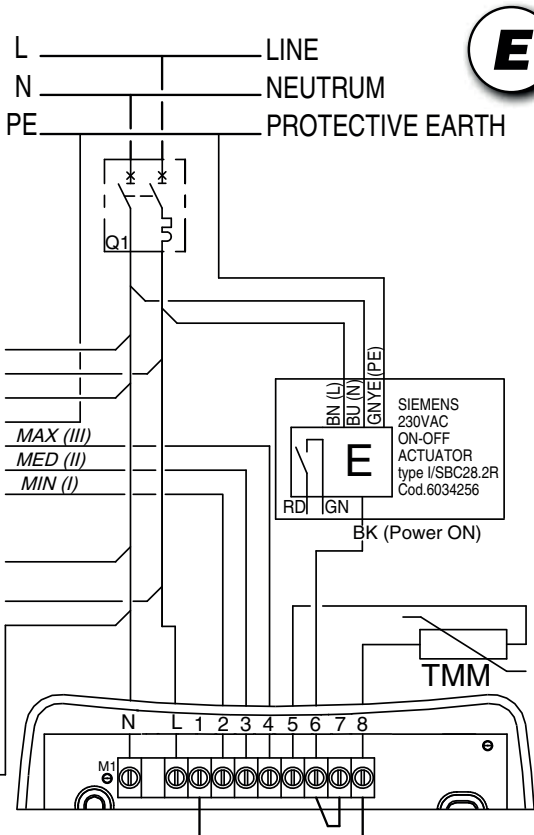 E
L LINE
N NEUTRUM
PE PROTECTIVE EARTH
Q1
BN (L)
BU (N)
GNYE (PE)
SIEMENS
230VAC
ON-OFF
ACTUATOR
type I/SBC28.2R
Cod.6034256
E
RD GN
BK (Power ON)
MAX (III)
MED (II)
MIN (I)
TMM
N L 1 2 3 4 5 6 7 8
M1